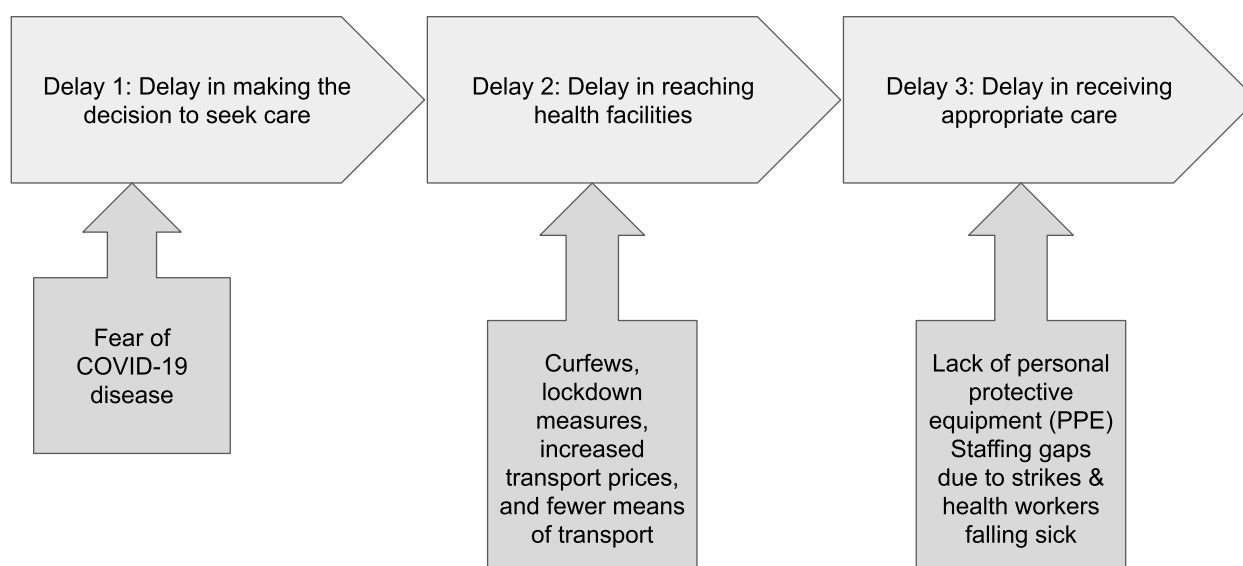 Delay 1: Delay in making the
decision to seek care
Delay 2: Delay in reaching
health facilities
Delay 3: Delay in receiving
appropriate care
Fear of
COVID-19
disease
Curfews,
lockdown
measures,
increased
transport prices,
and fewer means
of transport
Lack of personal
protective
equipment (PPE)
Staffing gaps
due to strikes &
health workers
falling sick